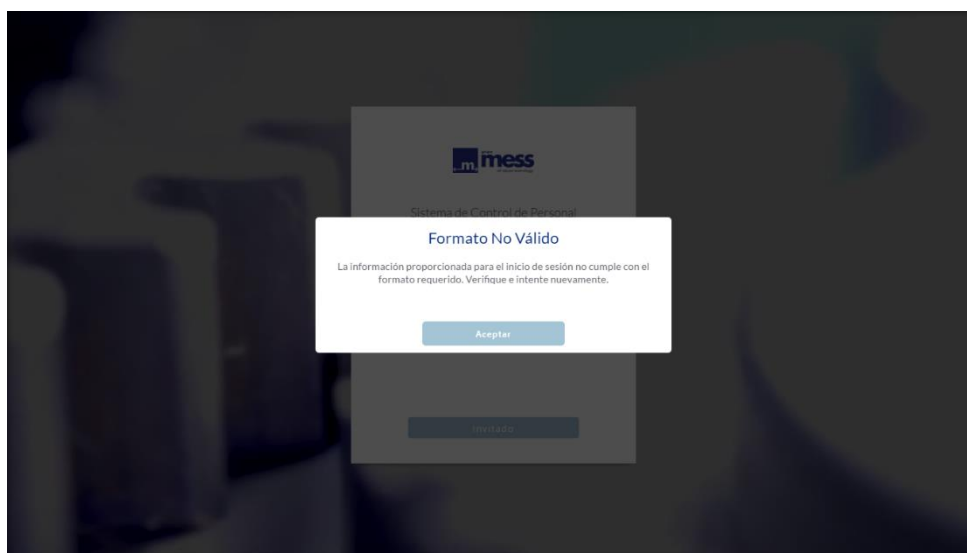 mess
Sistema de Control de Personal
Formato No Válido
La información proporcionada para el inicio de sesión no cumple con el
formato requerido. Verifique e intente nuevamente.
Aceptar
Invitado